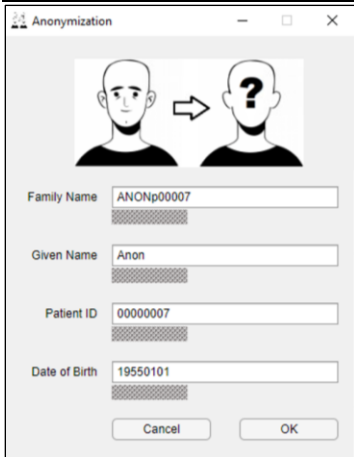 Anonymization
?
Family Name ANONp00007
Given Name Anon
Patient ID 00000007
Date of Birth 19550101
Cancel OK